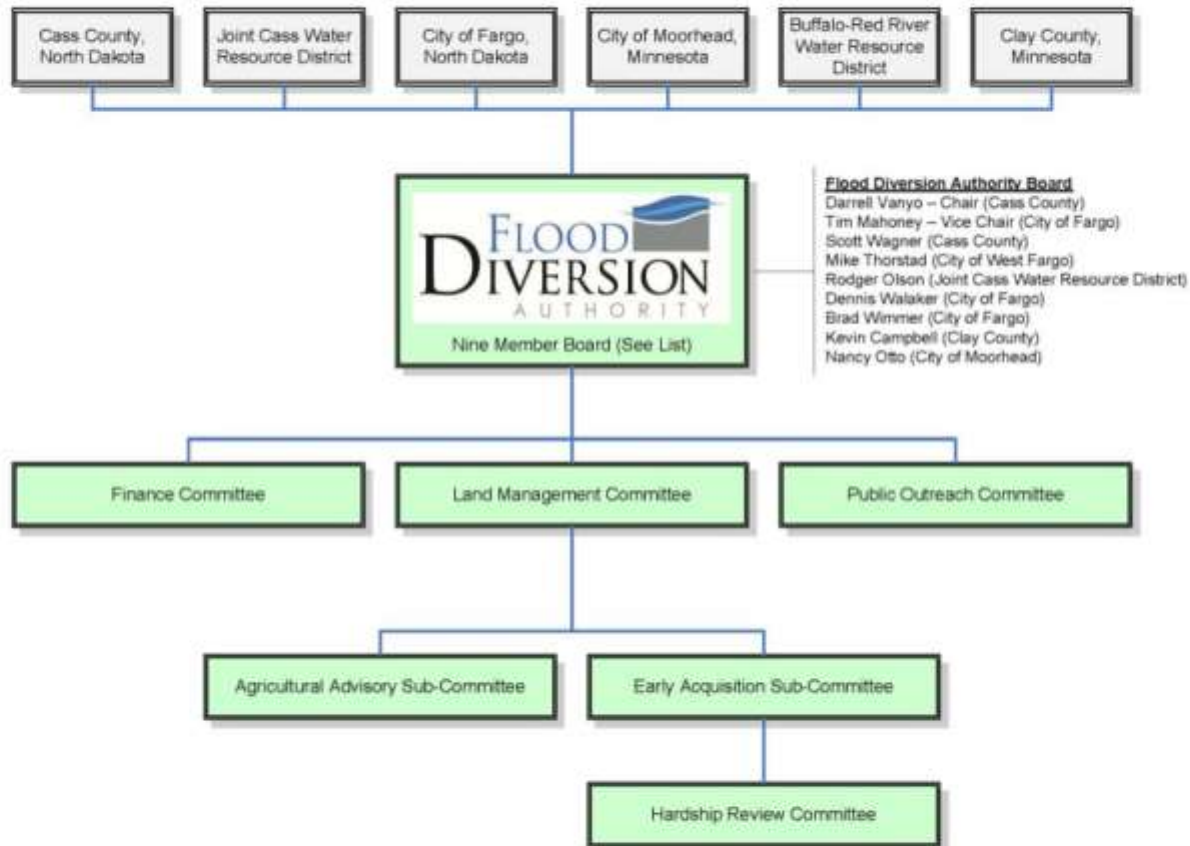 Cass County,
North Dakota
Joint Cass Water
Resource District
City of Fargo,
North Dakota
City of Moorhead,
Minnesota
Buffalo-Red River
Water Resource
District
Clay County,
Minnesota
FLOOD
DIVERSION
AUTHORITY
Nine Member Board (See List)
Flood Diversion Authority Board
Darrell Vanyo – Chair (Cass County)
Tim Mahoney – Vice Chair (City of Fargo)
Scott Wagner (Cass County)
Mike Thorstad (City of West Fargo)
Rodger Olson (Joint Cass Water Resource District)
Dennis Walaker (City of Fargo)
Brad Wimmer (City of Fargo)
Kevin Campbell (Clay County)
Nancy Otto (City of Moorhead)
Finance Committee
Land Management Committee
Public Outreach Committee
Agricultural Advisory Sub-Committee
Early Acquisition Sub-Committee
Hardship Review Committee